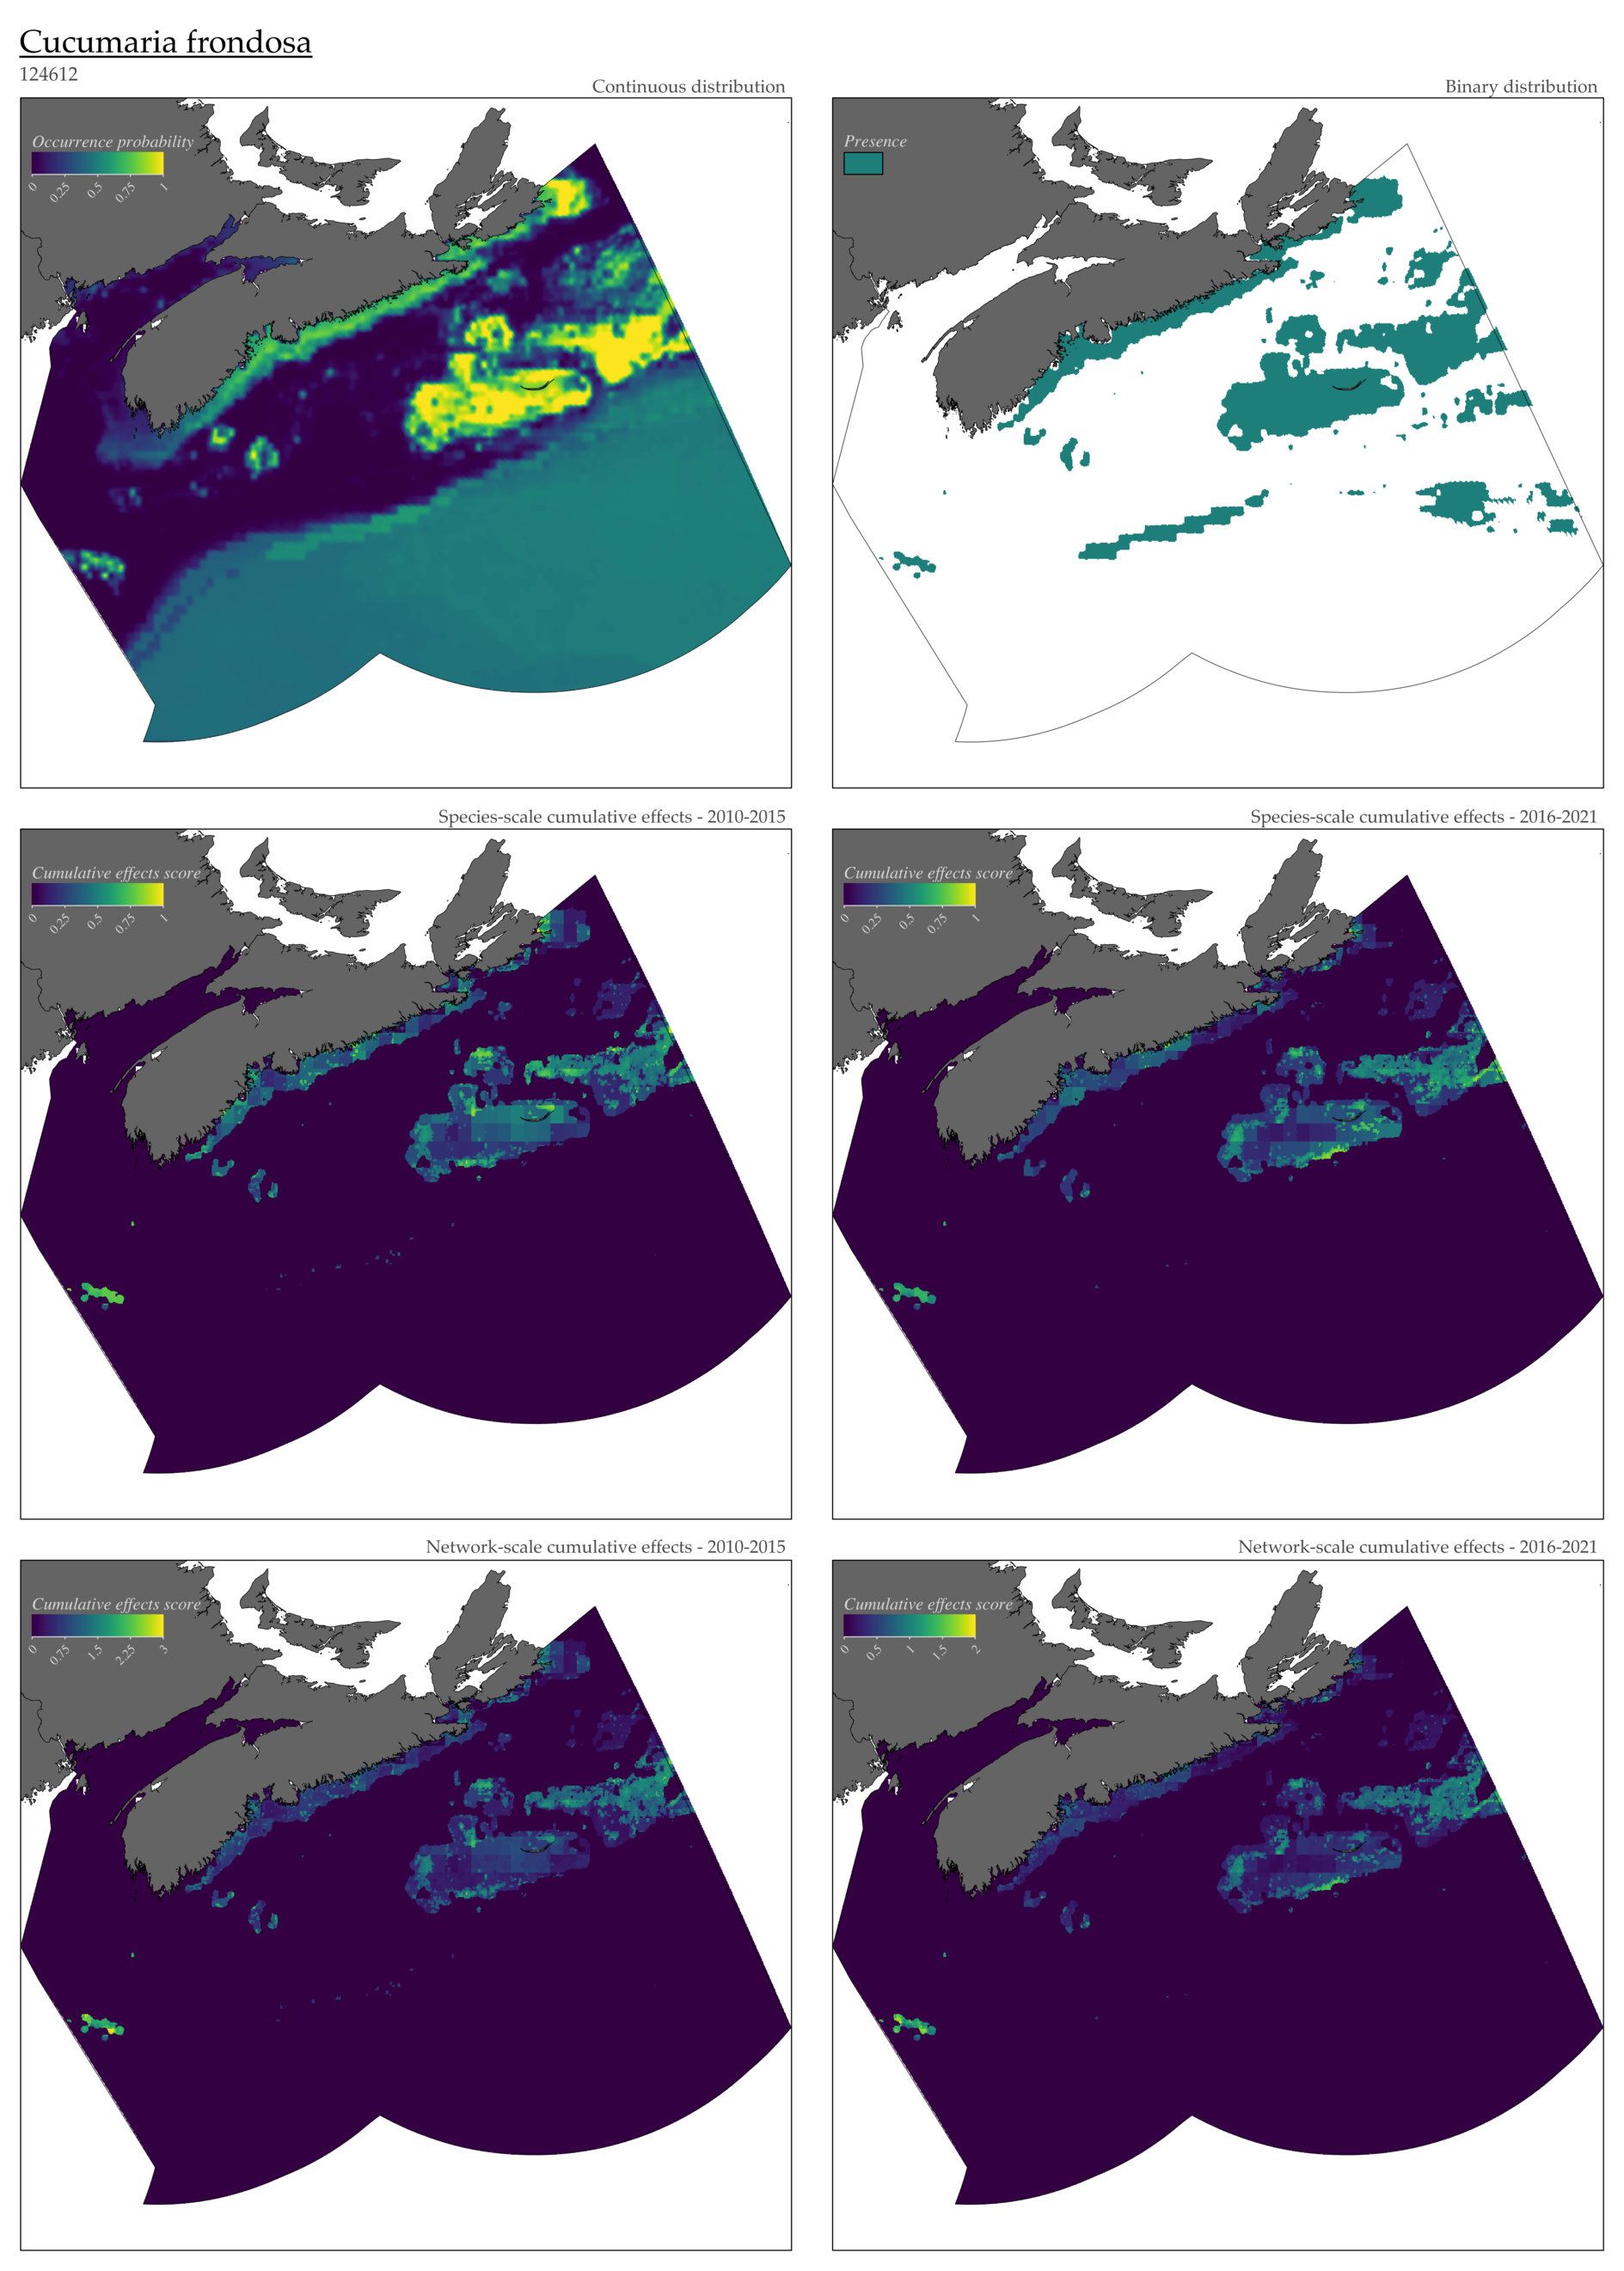 Cucumaria frondosa
124612
Continuous distribution
Binary distribution
Occurrence probability
0 0.25 0.5 0.75 1
Presence
Species-scale cumulative effects - 2010-2015
Species-scale cumulative effects - 2016-2021
Cumulative effects score
0 0.25 0.5 0.75 1
Cumulative effects score
0 0.25 0.5 0.75 1
Network-scale cumulative effects - 2010-2015
Network-scale cumulative effects - 2016-2021
Cumulative effects score
0 0.75 1.5 2.25 3
Cumulative effects score
0 0.5 1 1.5 2